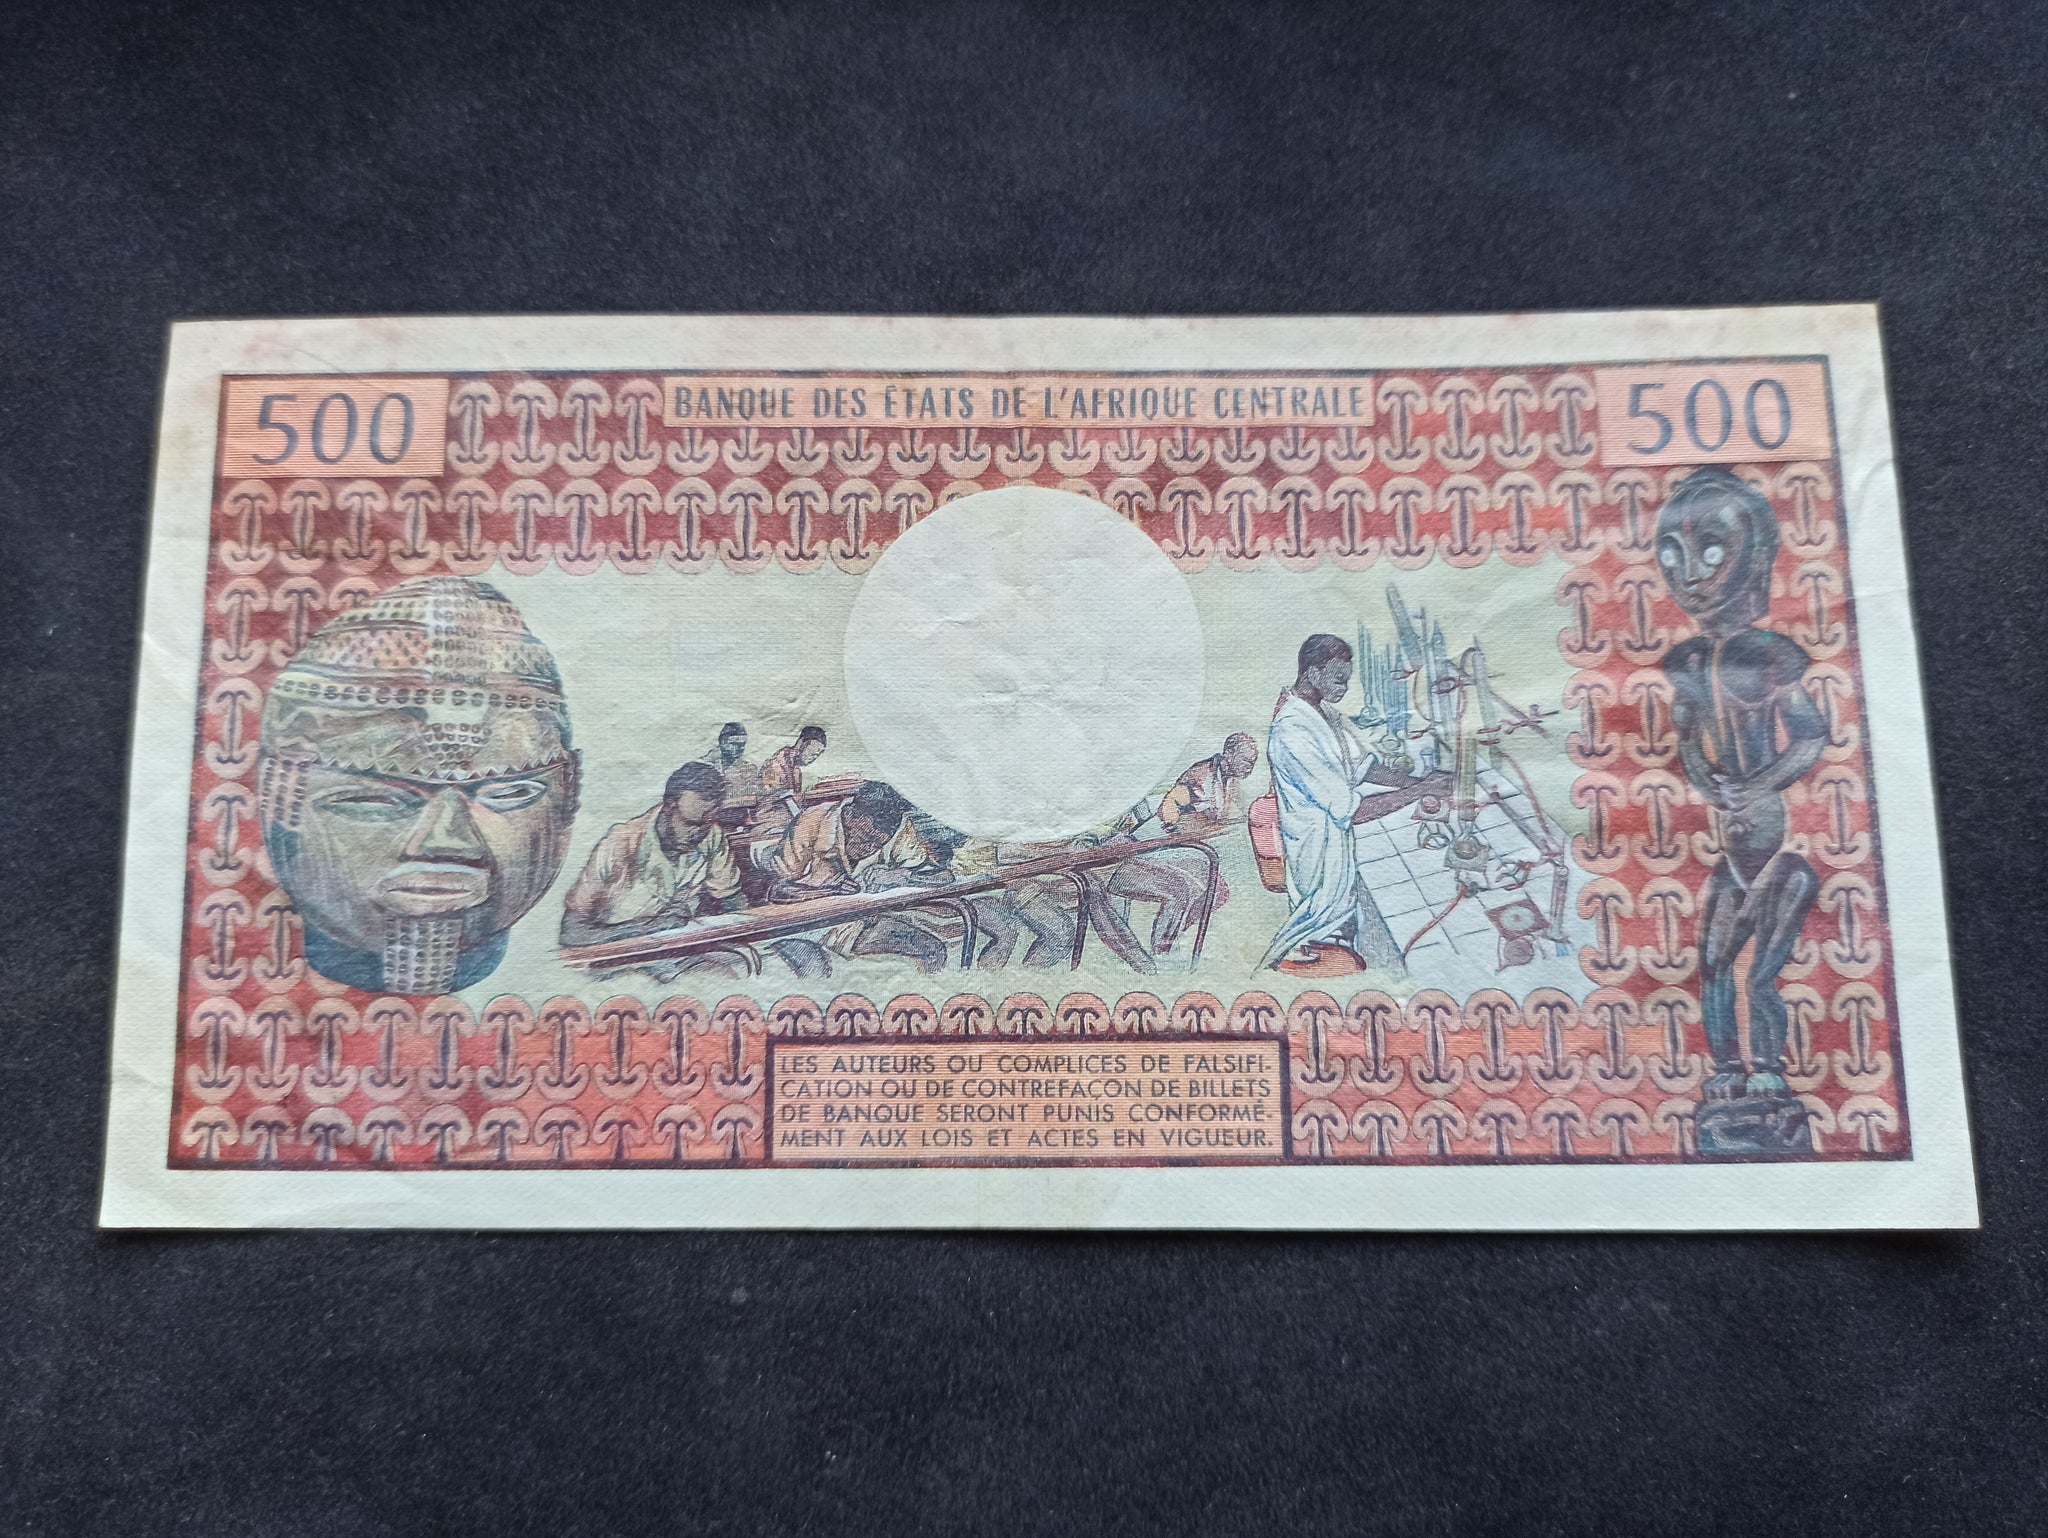 500
BANQUE DES ÉTATS DE L'AFRIQUE CENTRALE
500
LES AUTEURS OU COMPLICES DE FALSIFI-
CATION OU DE CONTREFAÇON DE BILLETS
DE BANQUE SERONT PUNIS CONFORMÉ-
MENT AUX LOIS ET ACTES EN VIGUEUR.